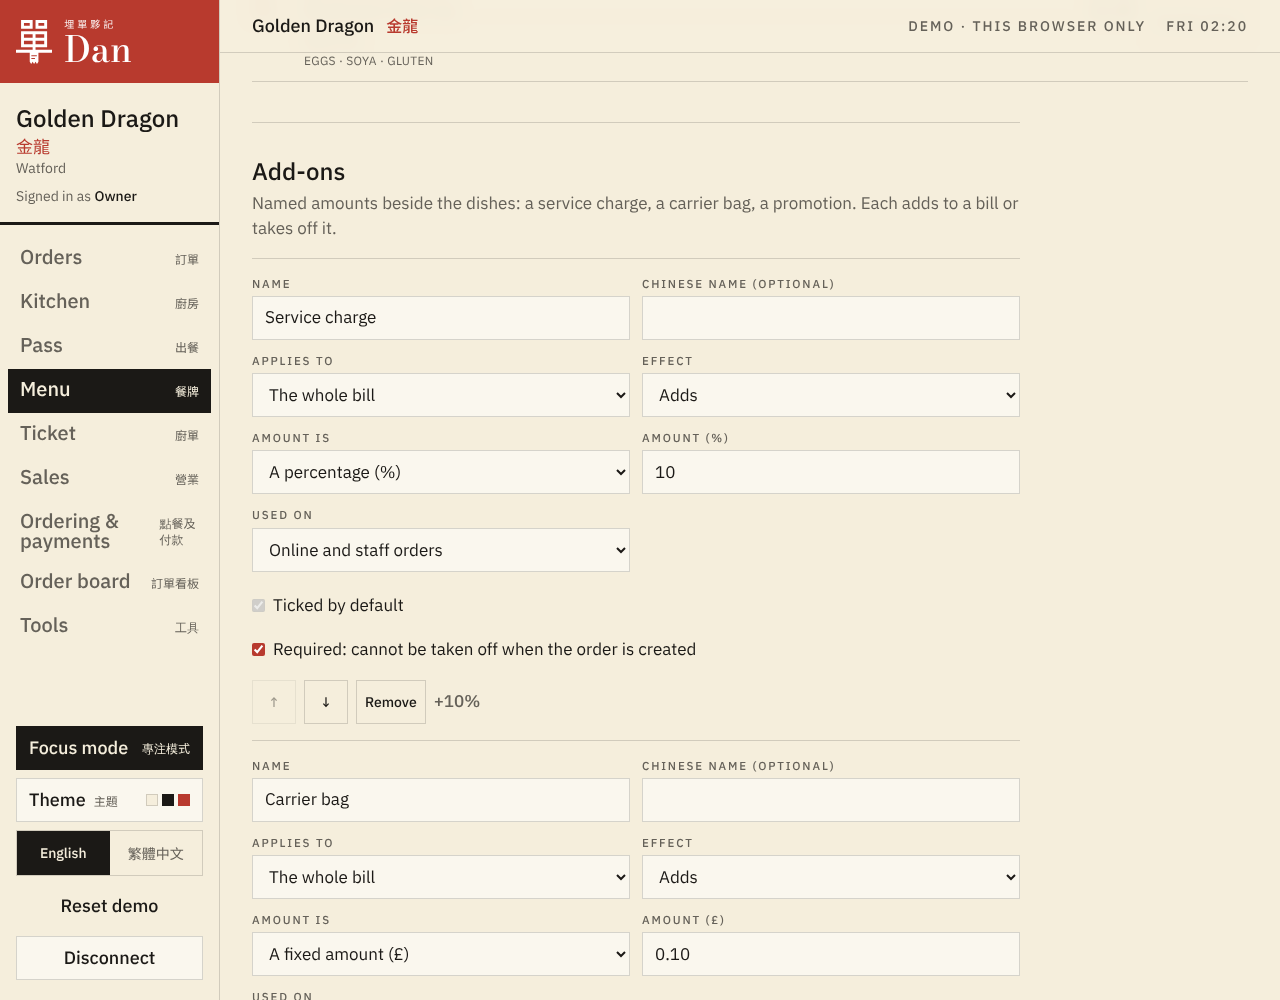 單
埋單夥記
Dan
Golden Dragon
金龍
Watford
Signed in as Owner
Orders 訂單
Kitchen 廚房
Pass 出餐
Menu 餐牌
Ticket 廚單
Sales 營業
Ordering & payments 點餐及付款
Order board 訂單看板
Tools 工具
Focus mode 專注模式
Theme 主題
English 繁體中文
Reset demo
Disconnect
Golden Dragon 金龍 DEMO · THIS BROWSER ONLY FRI 02:20
EGGS · SOYA · GLUTEN
Add-ons
Named amounts beside the dishes: a service charge, a carrier bag, a promotion. Each adds to a bill or
takes off it.
NAME CHINESE NAME (OPTIONAL)
Service charge
APPLIES TO EFFECT
The whole bill Adds
AMOUNT IS AMOUNT (%)
A percentage (%) 10
USED ON
Online and staff orders
Ticked by default
Required: cannot be taken off when the order is created
↑ ↓ Remove +10%
NAME CHINESE NAME (OPTIONAL)
Carrier bag
APPLIES TO EFFECT
The whole bill Adds
AMOUNT IS AMOUNT (£)
A fixed amount (£) 0.10
USED ON